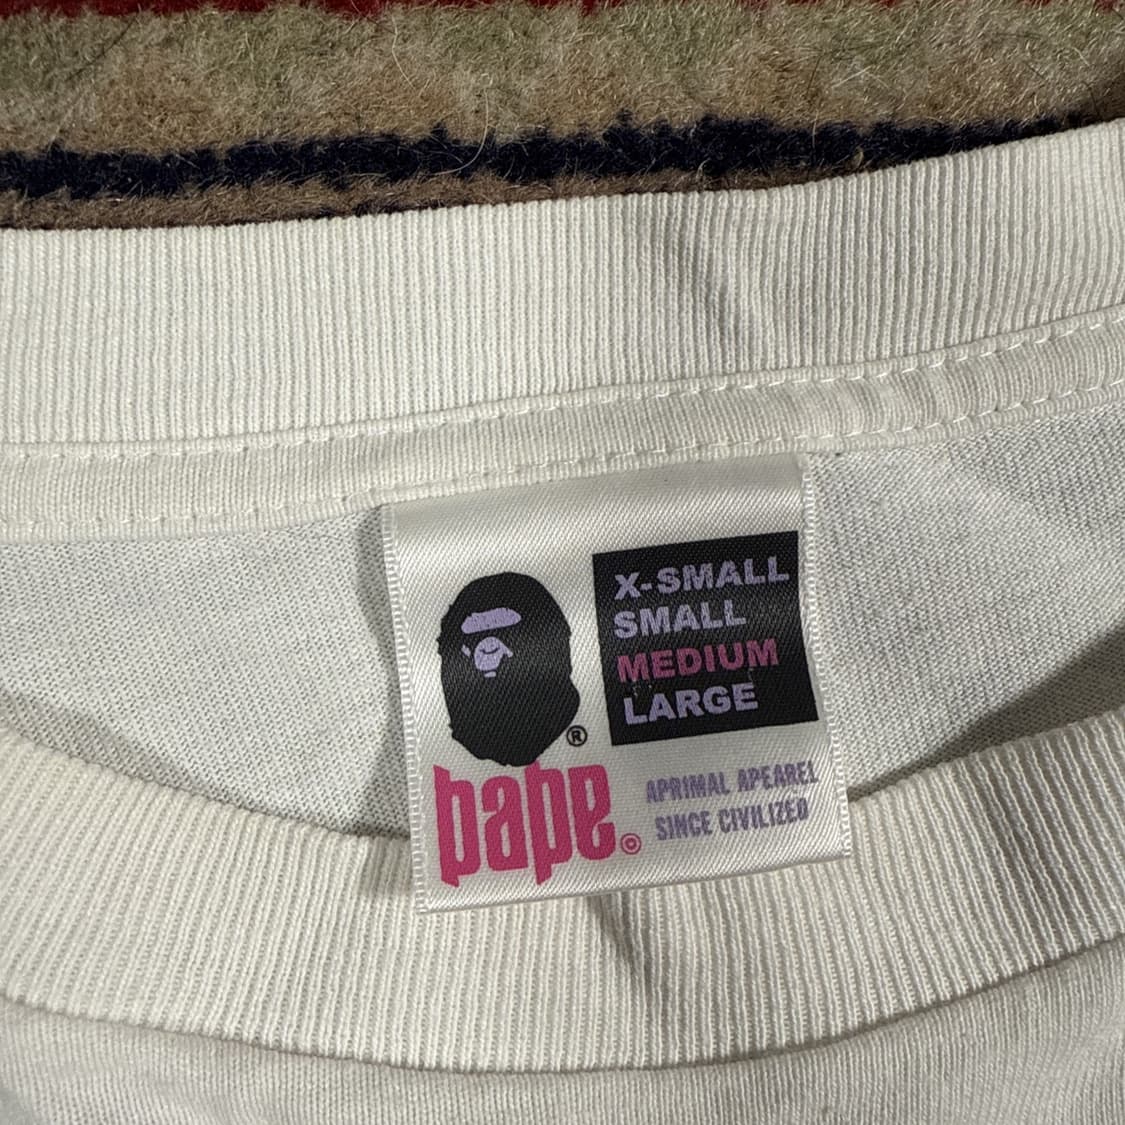 X-SMALL
SMALL
MEDIUM
LARGE
®
bape©
APRIMAL APEAREL
SINCE CIVILIZED